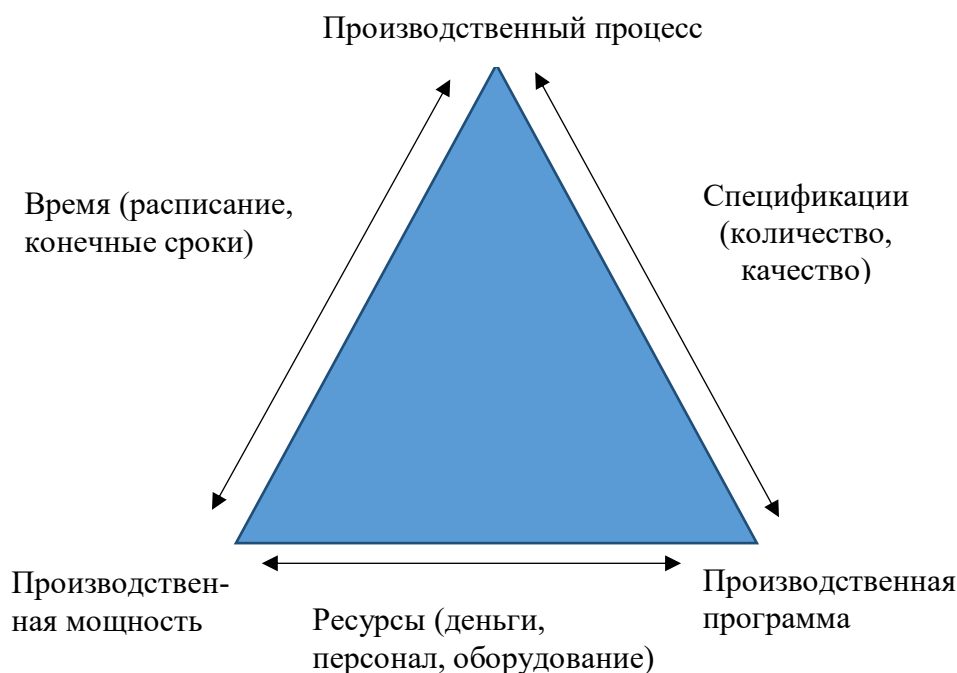 Производственный процесс
Время (расписание,
конечные сроки)
Спецификации
(количество,
качество)
Производствен-
ная мощность
Ресурсы (деньги,
персонал, оборудование)
Производственная
программа